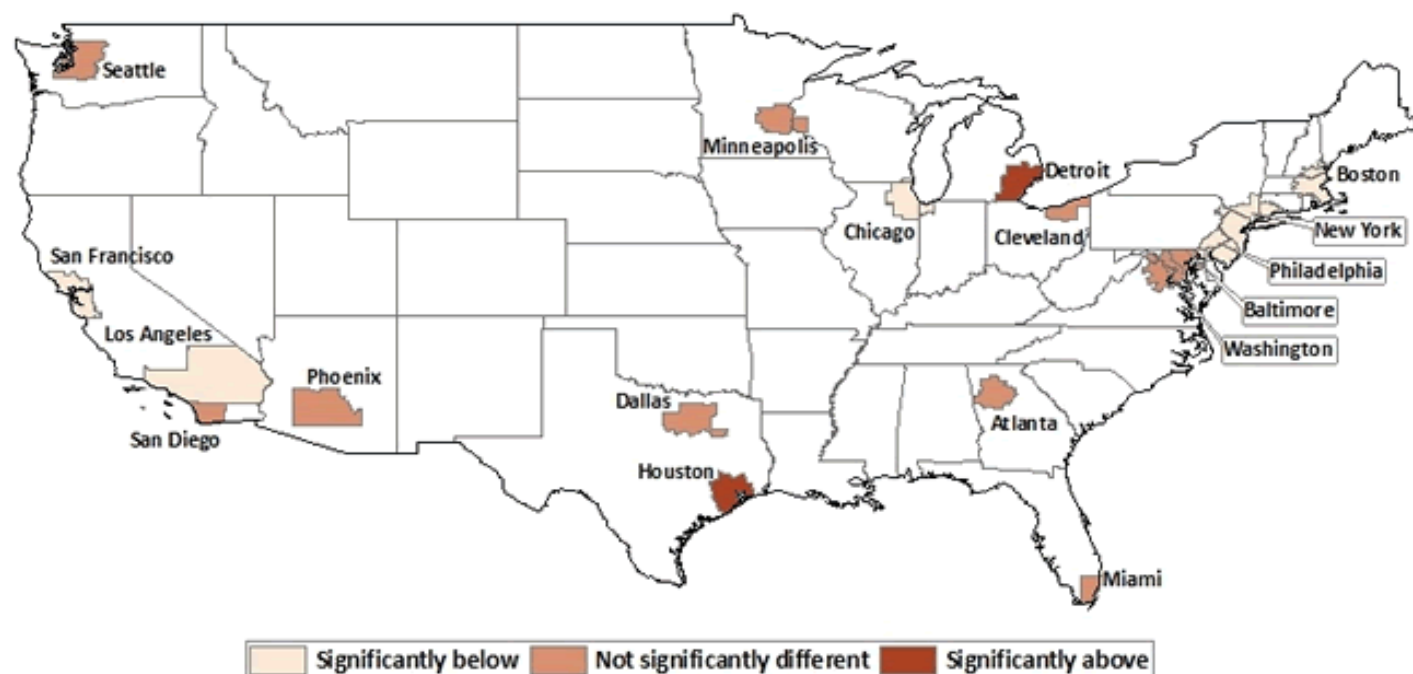 Seattle
Minneapolis
Detroit
Boston
Chicago
Cleveland
New York
San Francisco
Philadelphia
Baltimore
Los Angeles
Washington
Phoenix
Dallas
Atlanta
San Diego
Houston
Miami
Significantly below
Not significantly different
Significantly above